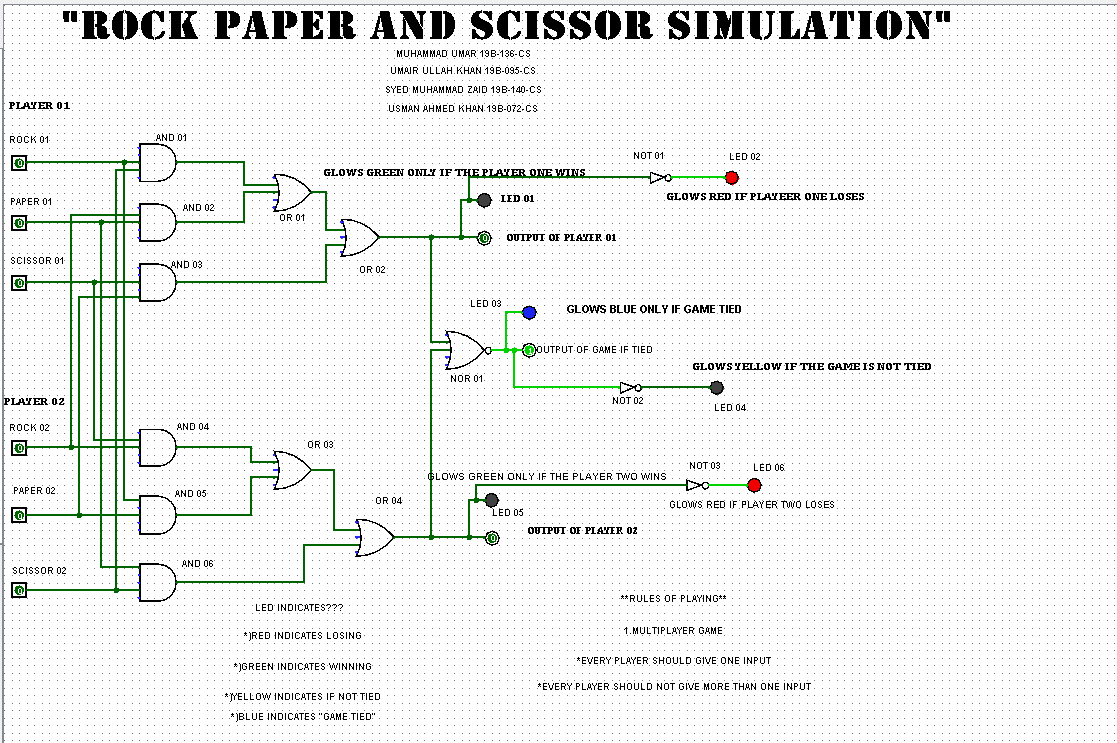 "ROCK PAPER AND SCISSOR SIMULATION"
MUHAMMAD UMAR 19B-136-CS
UMAIR ULLAH KHAN 19B-095-CS
SYED MUHAMMAD ZAID 19B-140-CS
USMAN AHMED KHAN 19B-072-CS
PLAYER 01
ROCK 01
0
PAPER 01
0
SCISSOR 01
0
AND 01
AND 02
AND 03
OR 01
OR 02
GLOWS GREEN ONLY IF THE PLAYER ONE WINS
LED 01
0
OUTPUT OF PLAYER 01
NOT 01
LED 02
GLOWS RED IF PLAYEER ONE LOSES
LED 03
GLOWS BLUE ONLY IF GAME TIED
1
OUTPUT OF GAME IF TIED
NOR 01
GLOWS YELLOW IF THE GAME IS NOT TIED
NOT 02
LED 04
PLAYER 02
ROCK 02
0
PAPER 02
0
SCISSOR 02
0
AND 04
AND 05
AND 06
OR 03
OR 04
GLOWS GREEN ONLY IF THE PLAYER TWO WINS
LED 05
0
OUTPUT OF PLAYER 02
NOT 03
LED 06
GLOWS RED IF PLAYER TWO LOSES
LED INDICATES???
*)RED INDICATES LOSING
*)GREEN INDICATES WINNING
*)YELLOW INDICATES IF NOT TIED
*)BLUE INDICATES "GAME TIED"
**RULES OF PLAYING**
1.MULTIPLAYER GAME
*EVERY PLAYER SHOULD GIVE ONE INPUT
*EVERY PLAYER SHOULD NOT GIVE MORE THAN ONE INPUT